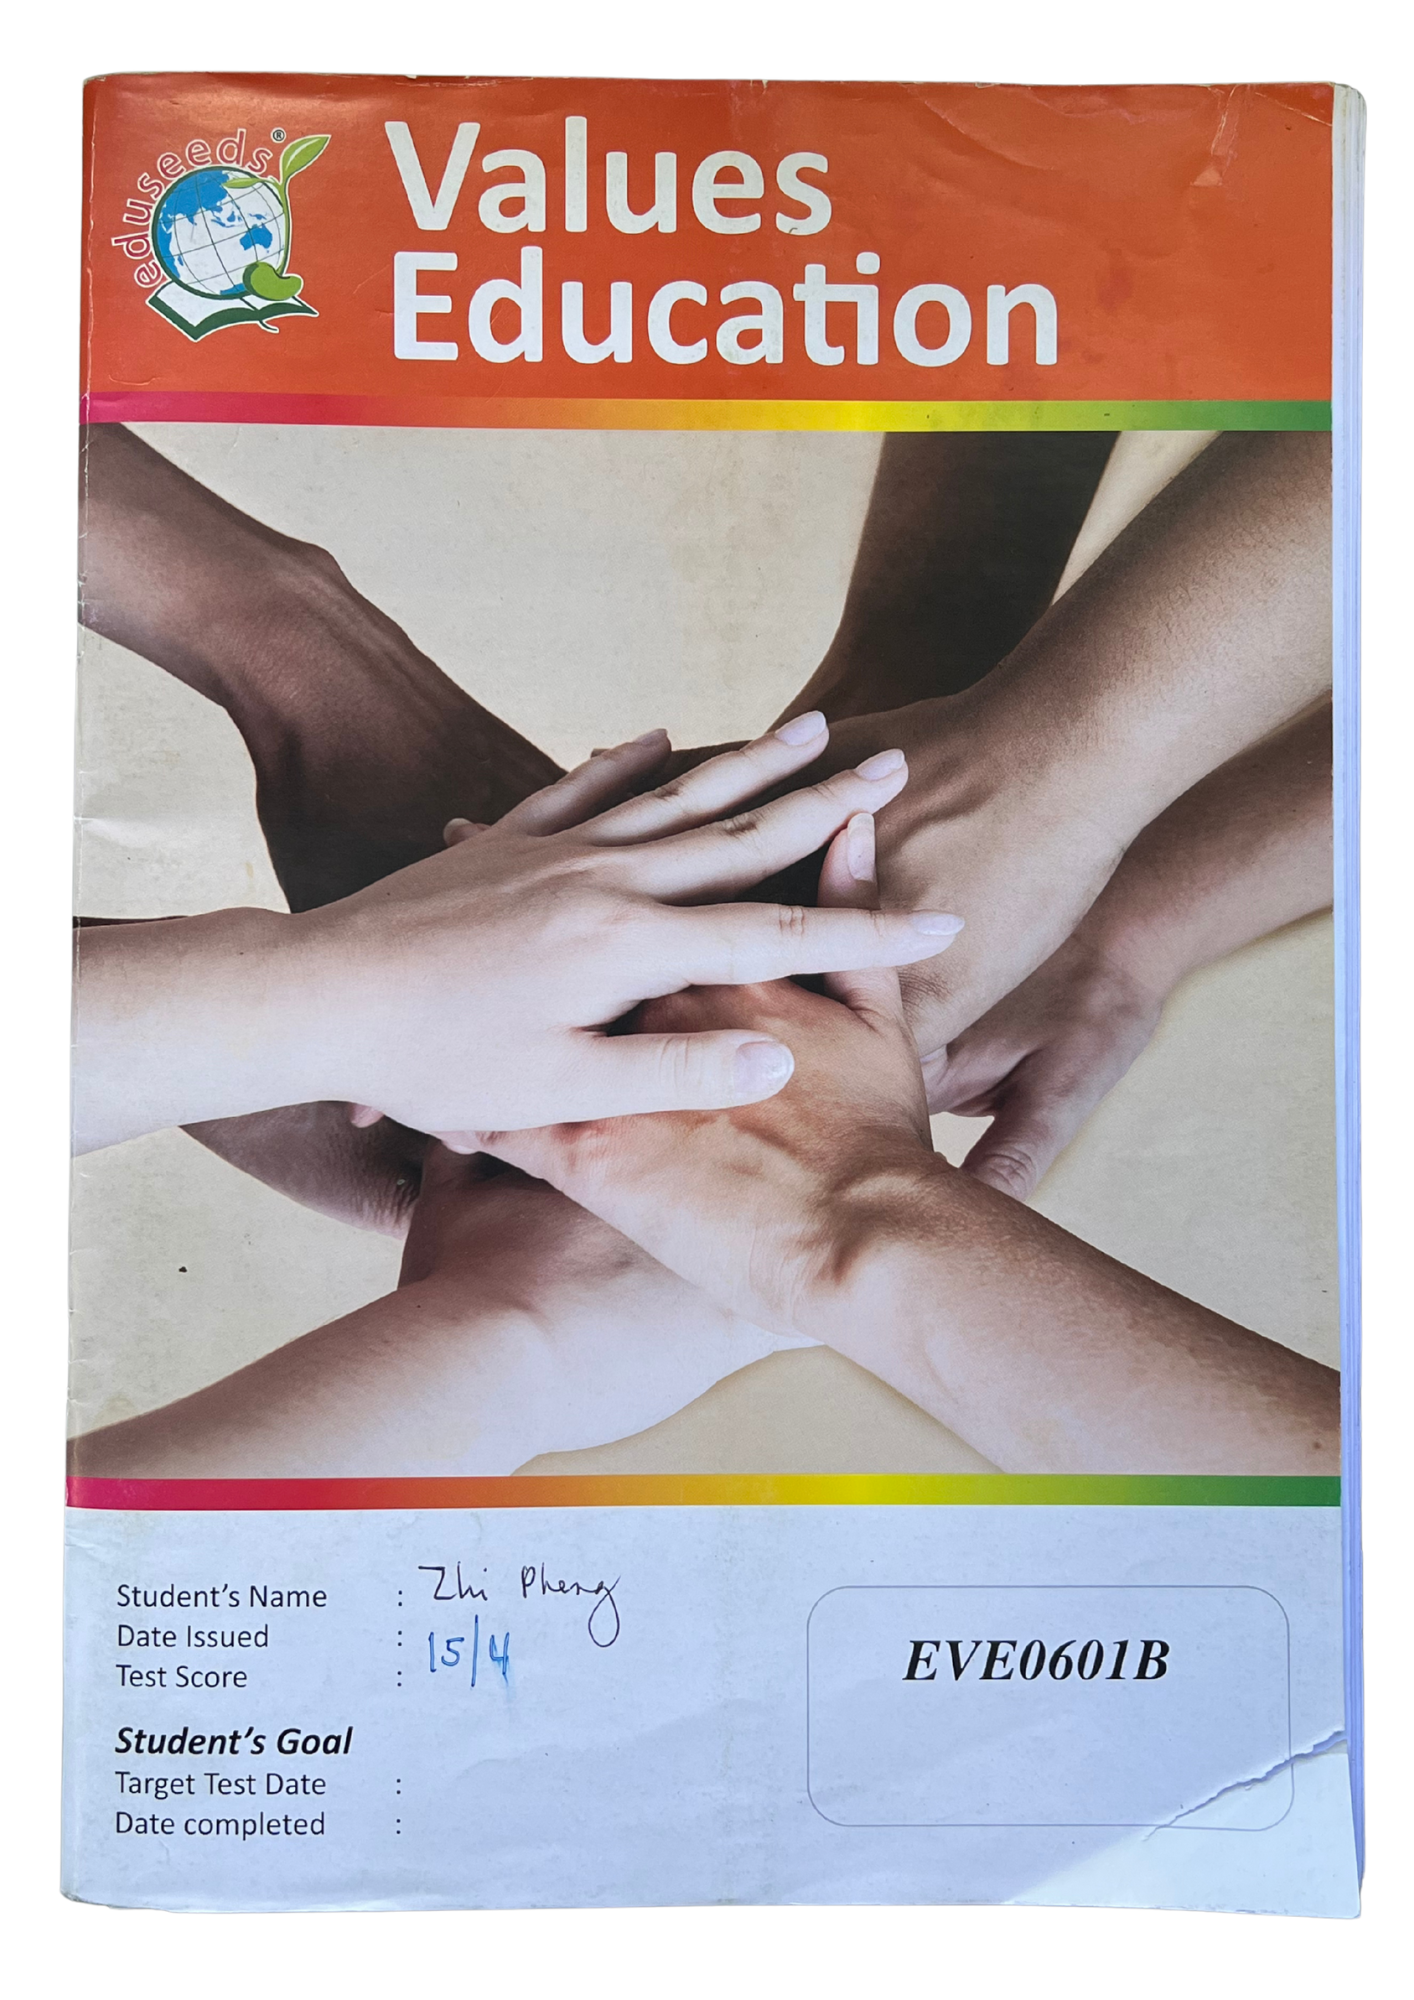 eduseeds®
Values
Education
Student's Name : Zhi Pheng
Date Issued : 15/4
Test Score :
EVE0601B
Student's Goal
Target Test Date :
Date completed :